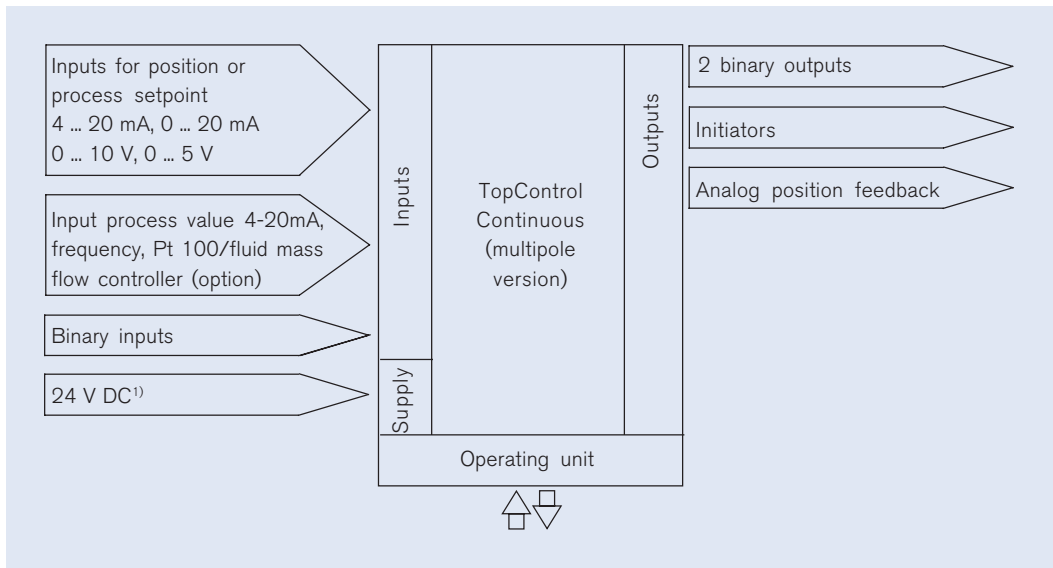 Inputs for position or
process setpoint
4 ... 20 mA, 0 ... 20 mA
0 ... 10 V, 0 ... 5 V
Input process value 4-20mA,
frequency, Pt 100/fluid mass
flow controller (option)
Binary inputs
24 V DC1)
Inputs
Supply
TopControl
Continuous
(multipole
version)
Operating unit
Outputs
2 binary outputs
Initiators
Analog position feedback